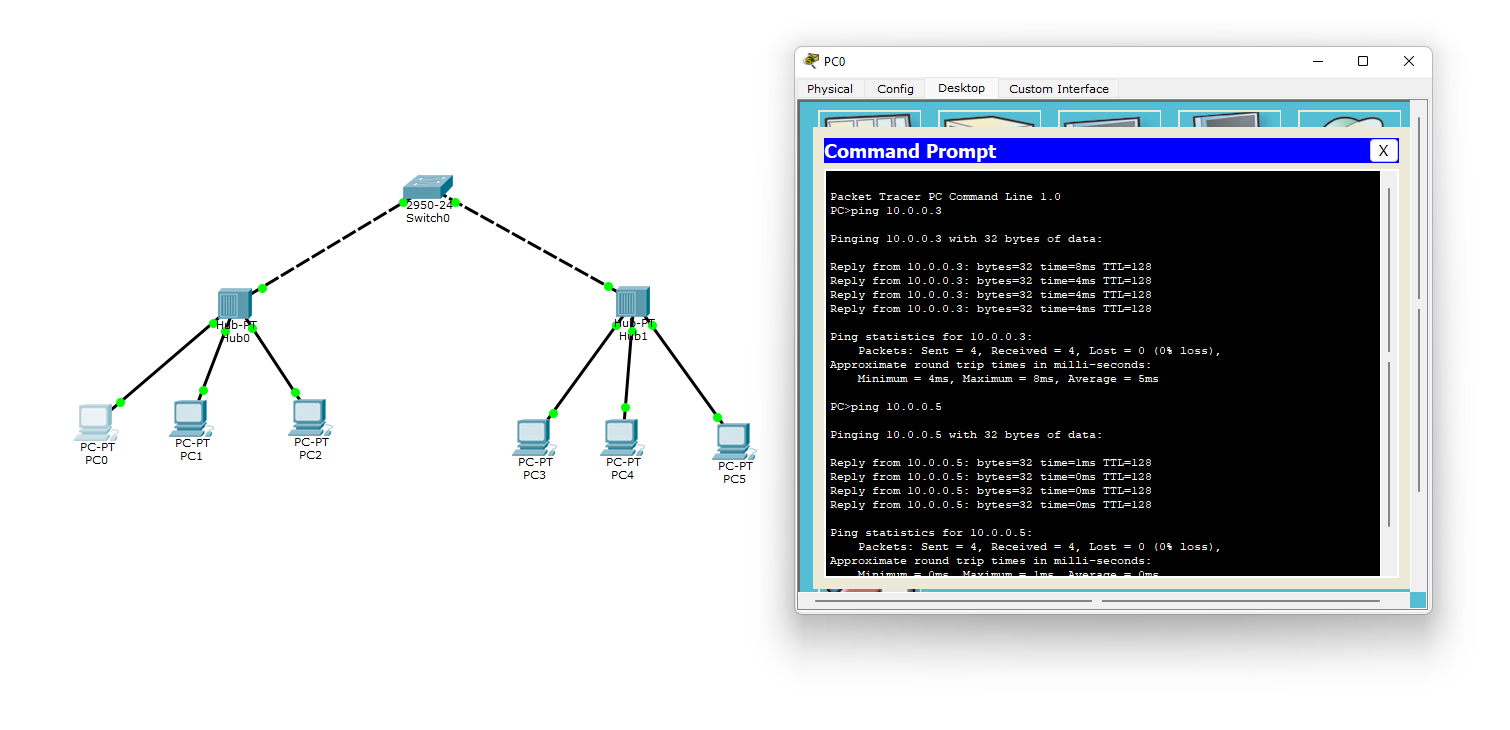 2950-24
Switch0
Hub-PT
Hub0
Hub-PT
Hub1
PC-PT
PC0
PC-PT
PC1
PC-PT
PC2
PC-PT
PC3
PC-PT
PC4
PC-PT
PC5
PC0
Physical Config Desktop Custom Interface
Command Prompt X
Packet Tracer PC Command Line 1.0
PC>ping 10.0.0.3
Pinging 10.0.0.3 with 32 bytes of data:
Reply from 10.0.0.3: bytes=32 time=8ms TTL=128
Reply from 10.0.0.3: bytes=32 time=4ms TTL=128
Reply from 10.0.0.3: bytes=32 time=4ms TTL=128
Reply from 10.0.0.3: bytes=32 time=4ms TTL=128
Ping statistics for 10.0.0.3:
Packets: Sent = 4, Received = 4, Lost = 0 (0% loss),
Approximate round trip times in milli-seconds:
Minimum = 4ms, Maximum = 8ms, Average = 5ms
PC>ping 10.0.0.5
Pinging 10.0.0.5 with 32 bytes of data:
Reply from 10.0.0.5: bytes=32 time=1ms TTL=128
Reply from 10.0.0.5: bytes=32 time=0ms TTL=128
Reply from 10.0.0.5: bytes=32 time=0ms TTL=128
Reply from 10.0.0.5: bytes=32 time=0ms TTL=128
Ping statistics for 10.0.0.5:
Packets: Sent = 4, Received = 4, Lost = 0 (0% loss),
Approximate round trip times in milli-seconds:
Minimum = 0ms, Maximum = 1ms, Average = 0ms